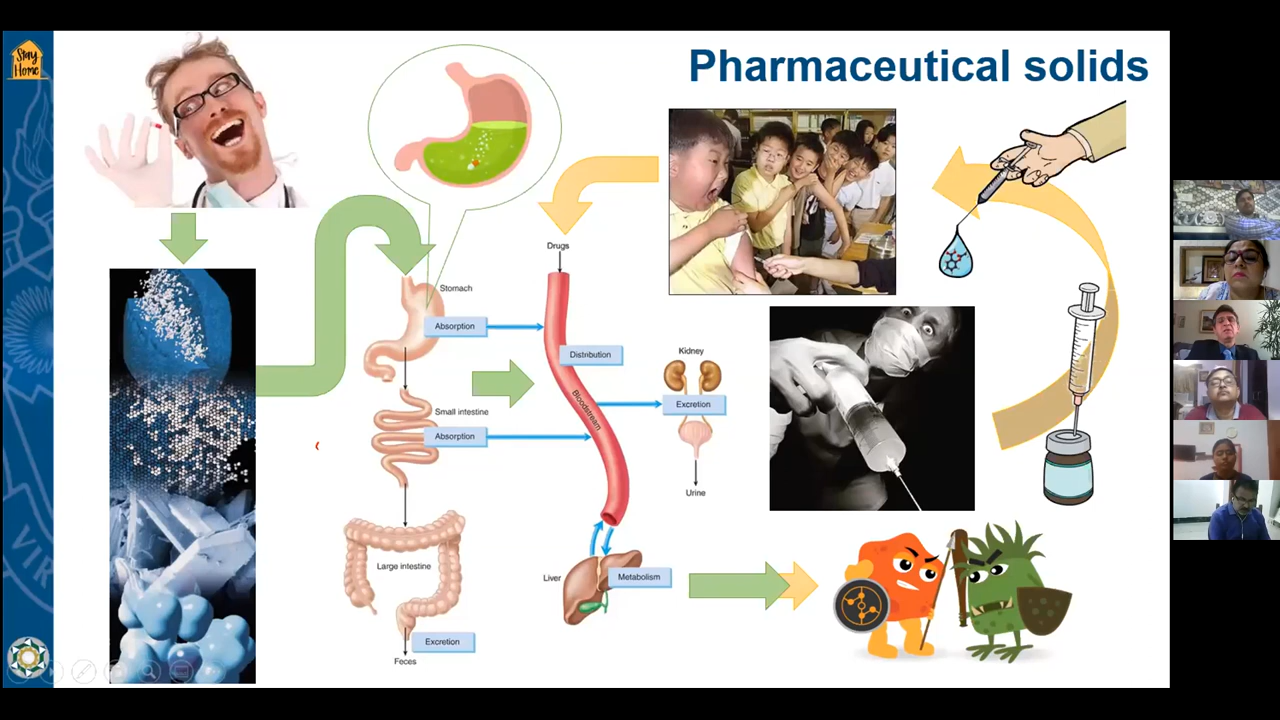 Stay
Home
Pharmaceutical solids
Drugs
Stomach
Absorption
Distribution
Bloodstream
Kidney
Excretion
Small intestine
Absorption
Urine
Large intestine
Liver
Metabolism
Excretion
Feces
VIR